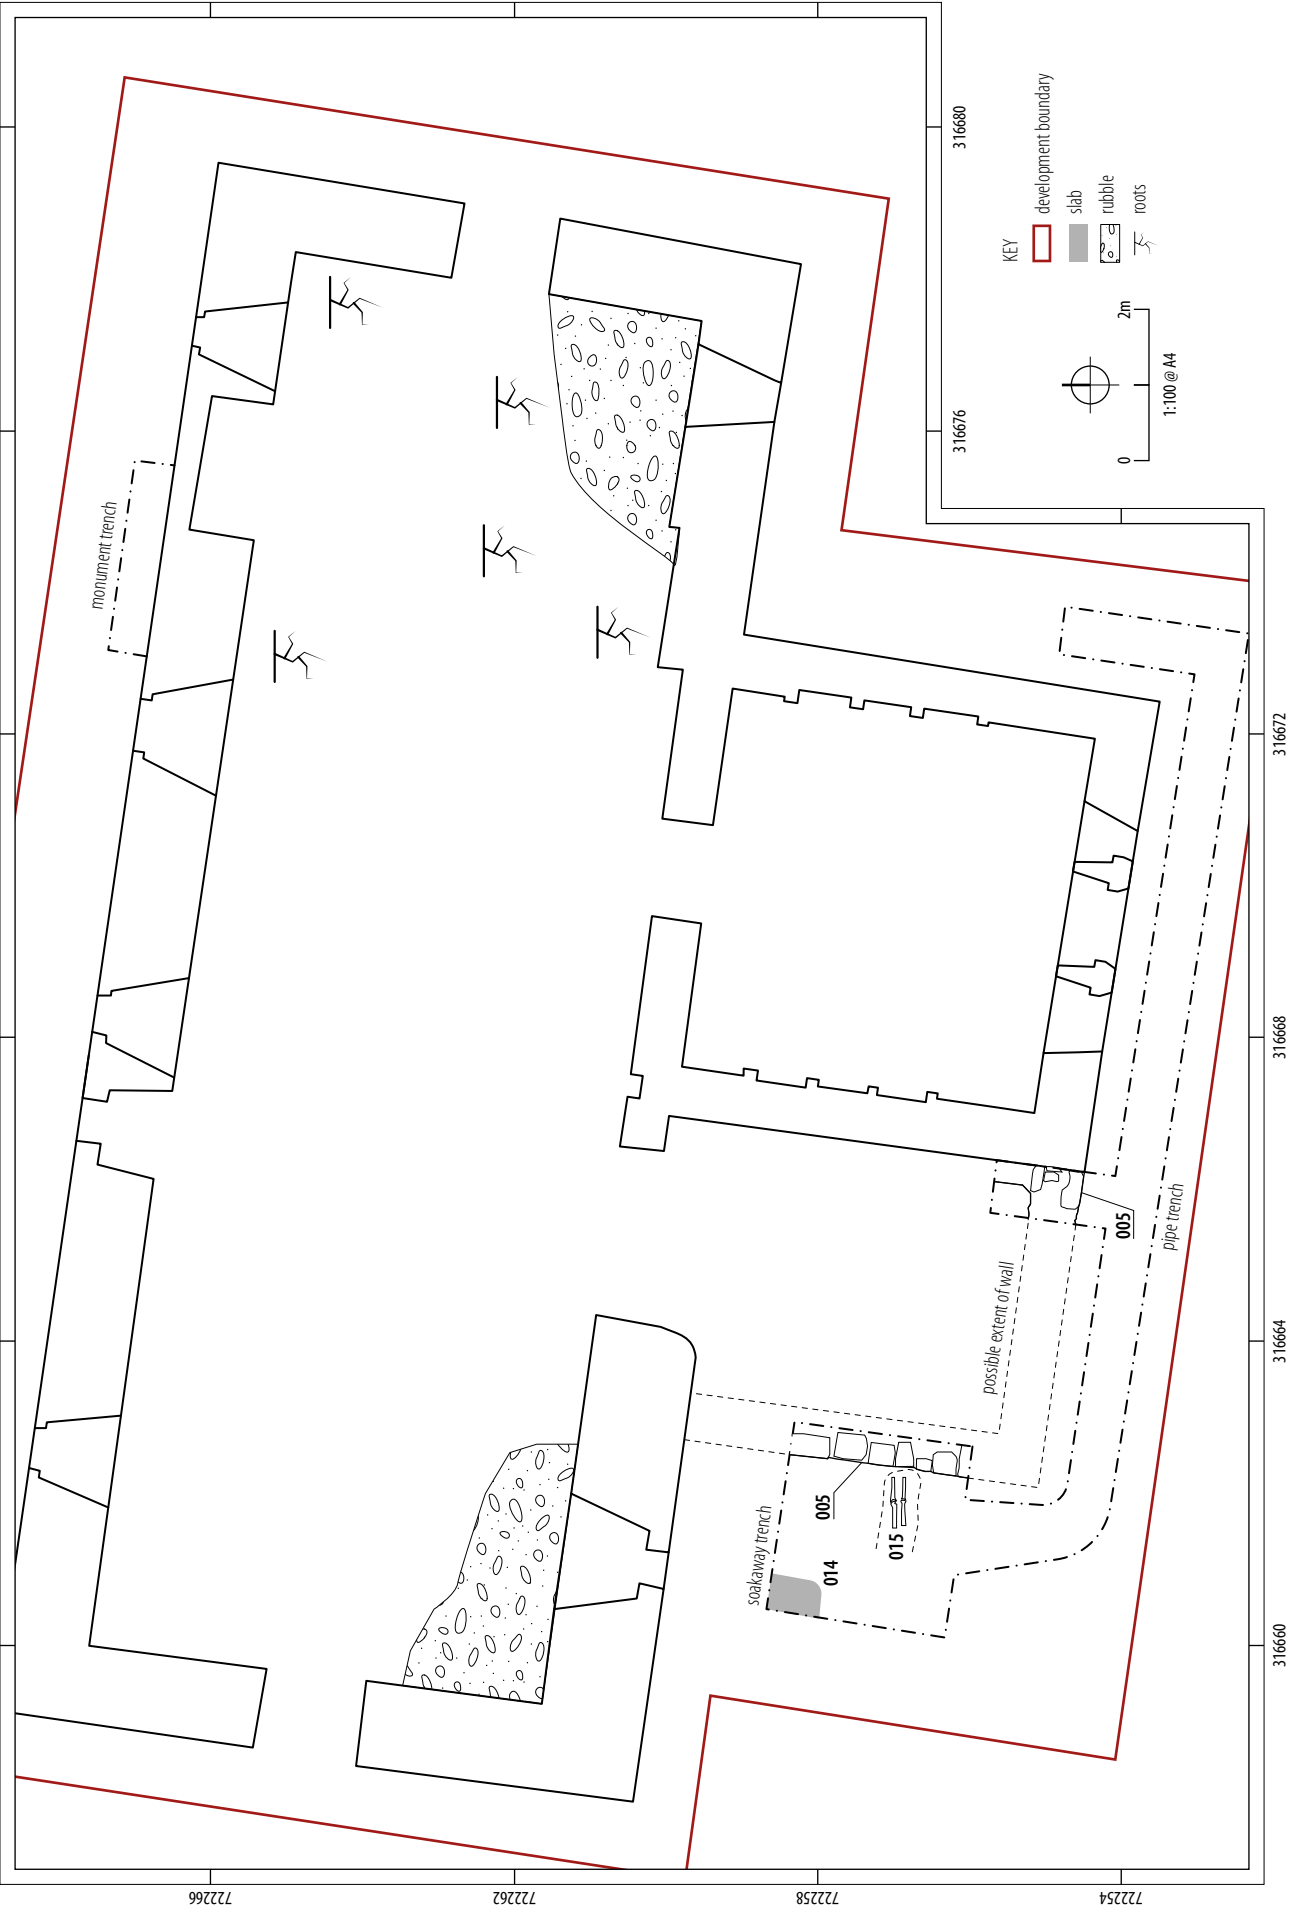 monument trench
316680
KEY
development boundary
slab
rubble
roots
0
2m
1:100 @ A4
316676
316672
316668
316664
316660
possible extent of wall
pipe trench
005
005
015
014
soakaway trench
722266
722262
722258
722254